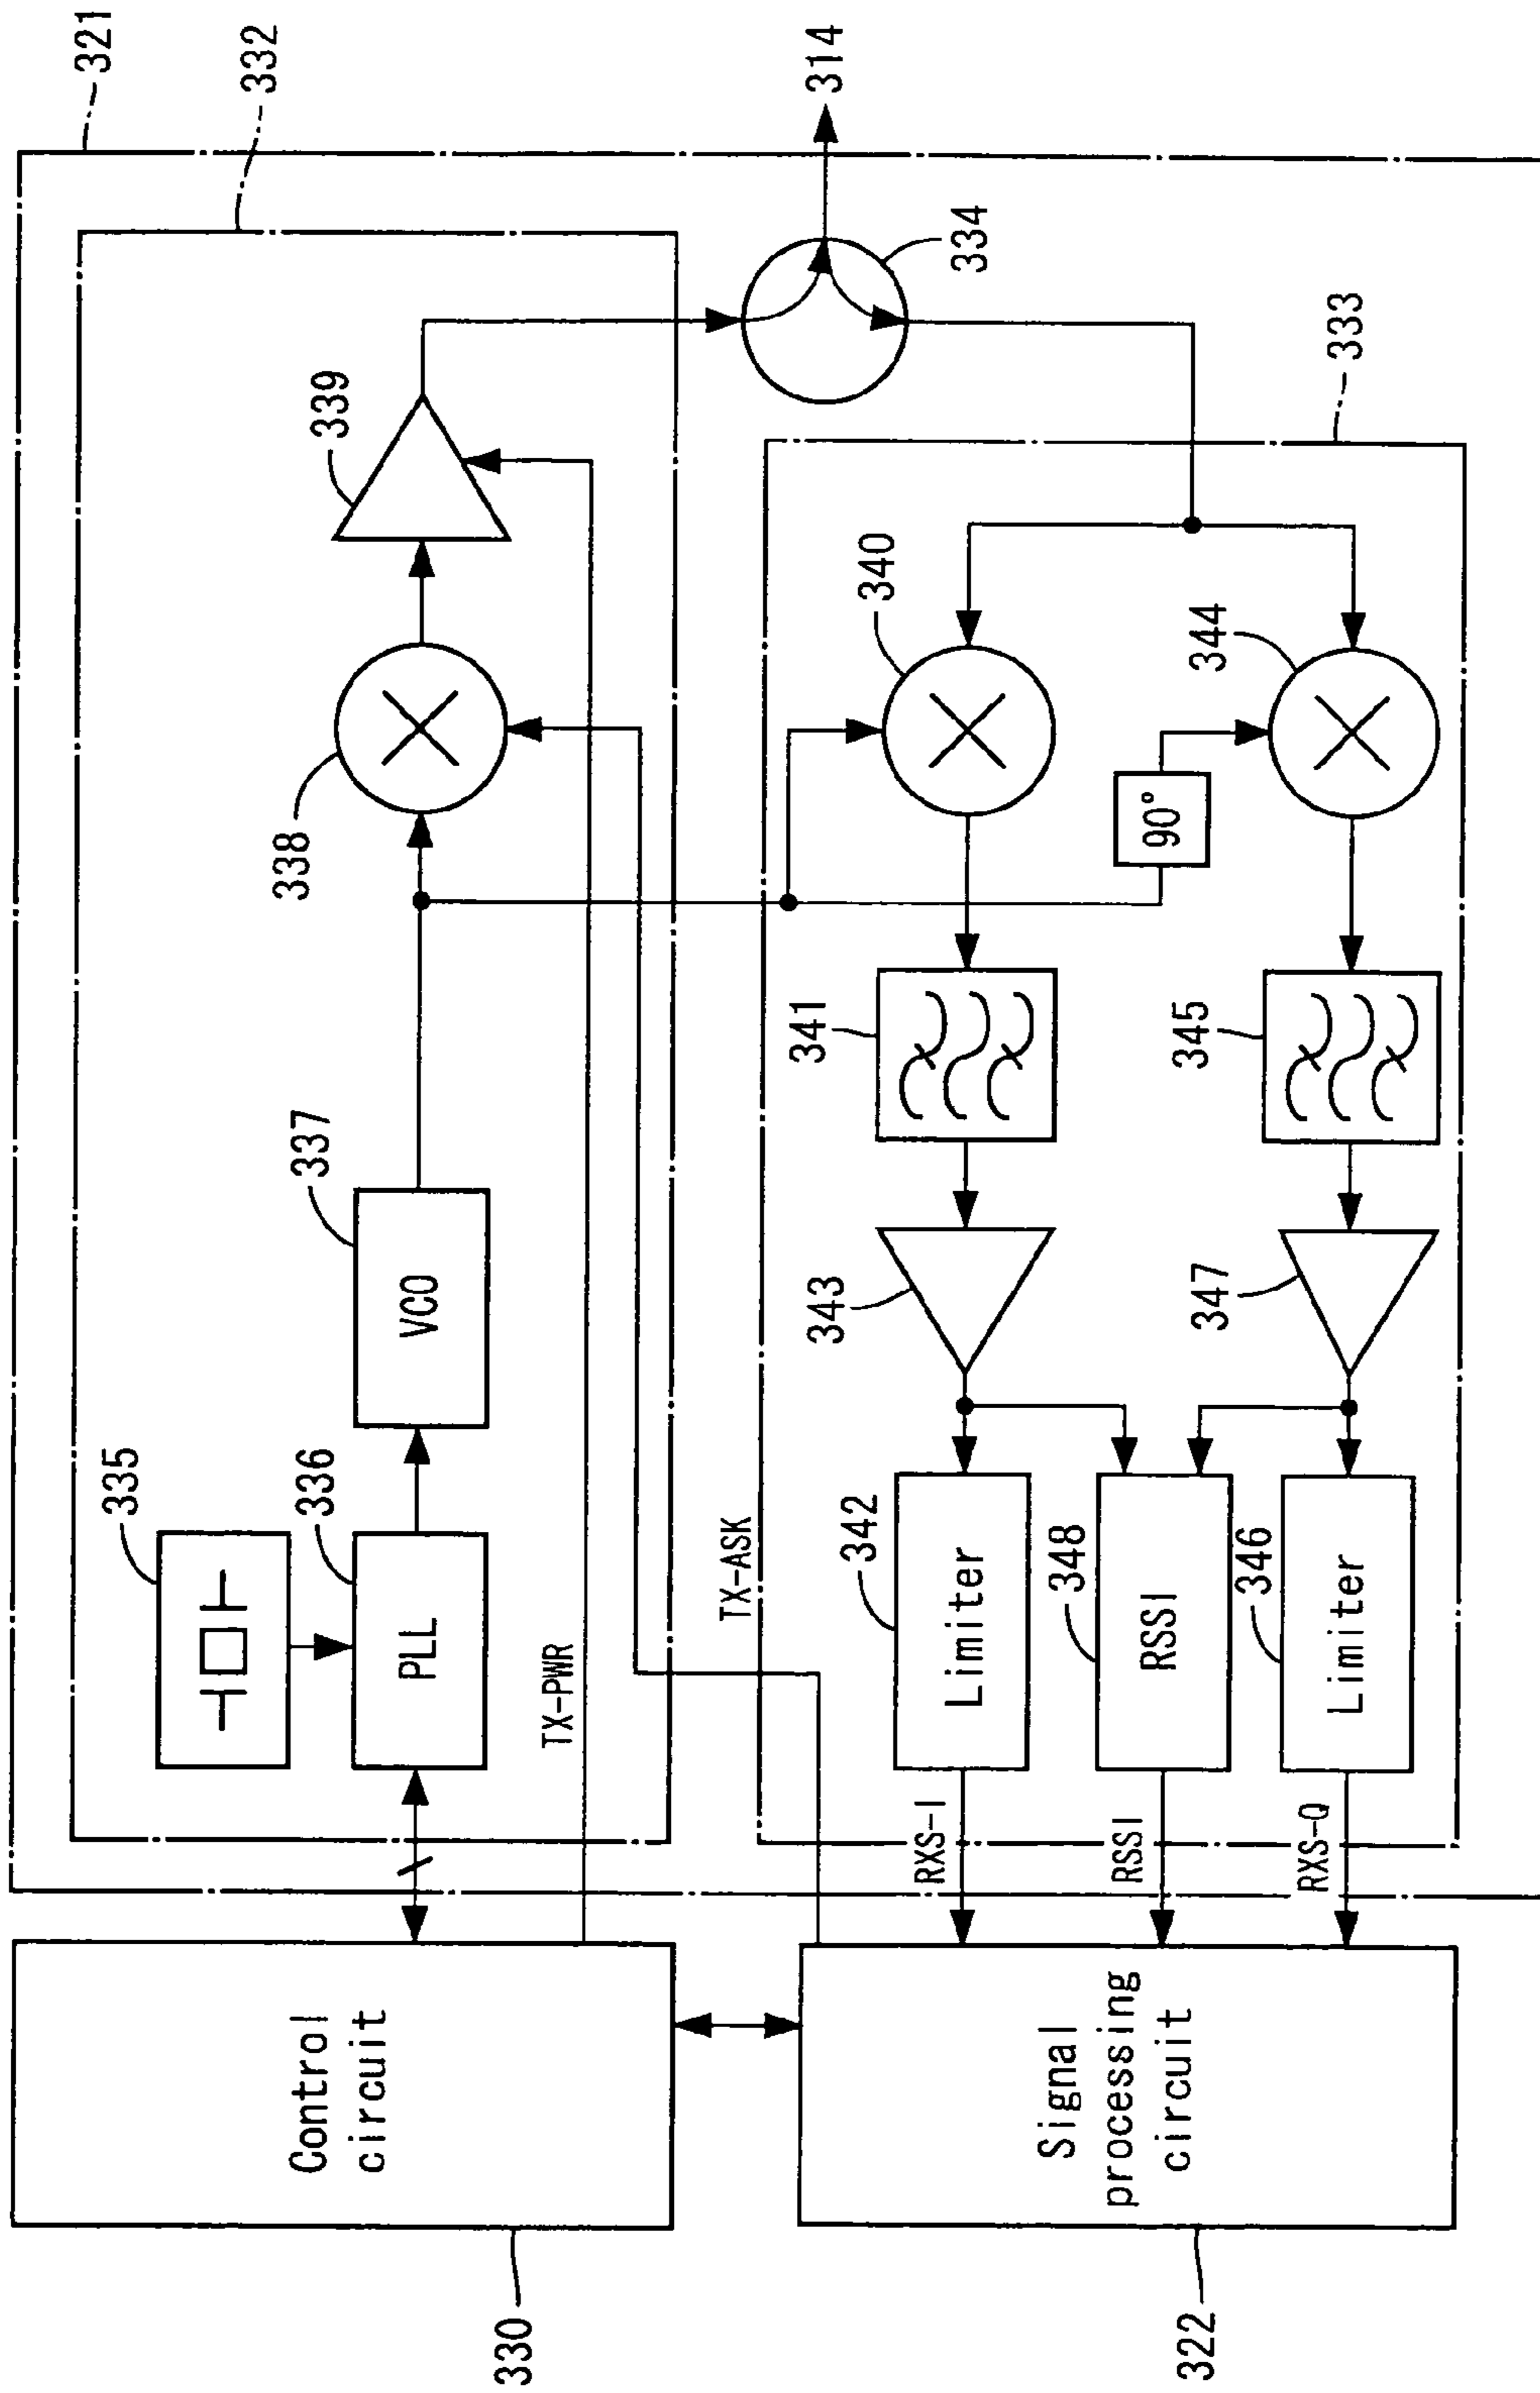 321
332
314
334
339
333
338
340
344
90°
337
VCO
341
345
335
336
PLL
343
347
TX-PWR
TX-ASK
342
Limiter
348
RSSI
346
Limiter
RXS-I
RSSI
RXS-Q
Control
circuit
330
Signal
processing
circuit
322